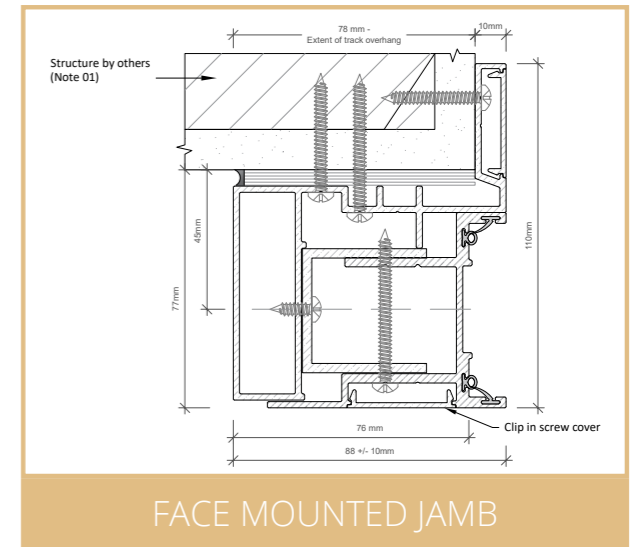 78 mm -
Extent of track overhang
10mm
Structure by others
(Note 01)
45mm
77mm
110mm
Clip in screw cover
76 mm
88 +/- 10mm
FACE MOUNTED JAMB